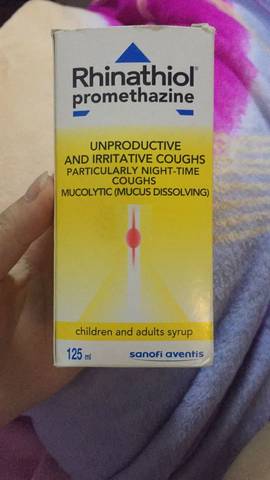 Rhinathiol®
promethazine
UNPRODUCTIVE
AND IRRITATIVE COUGHS
PARTICULARLY NIGHT-TIME
COUGHS
MUCOLYTIC (MUCUS DISSOLVING)
children and adults syrup
125 ml
sanofi aventis